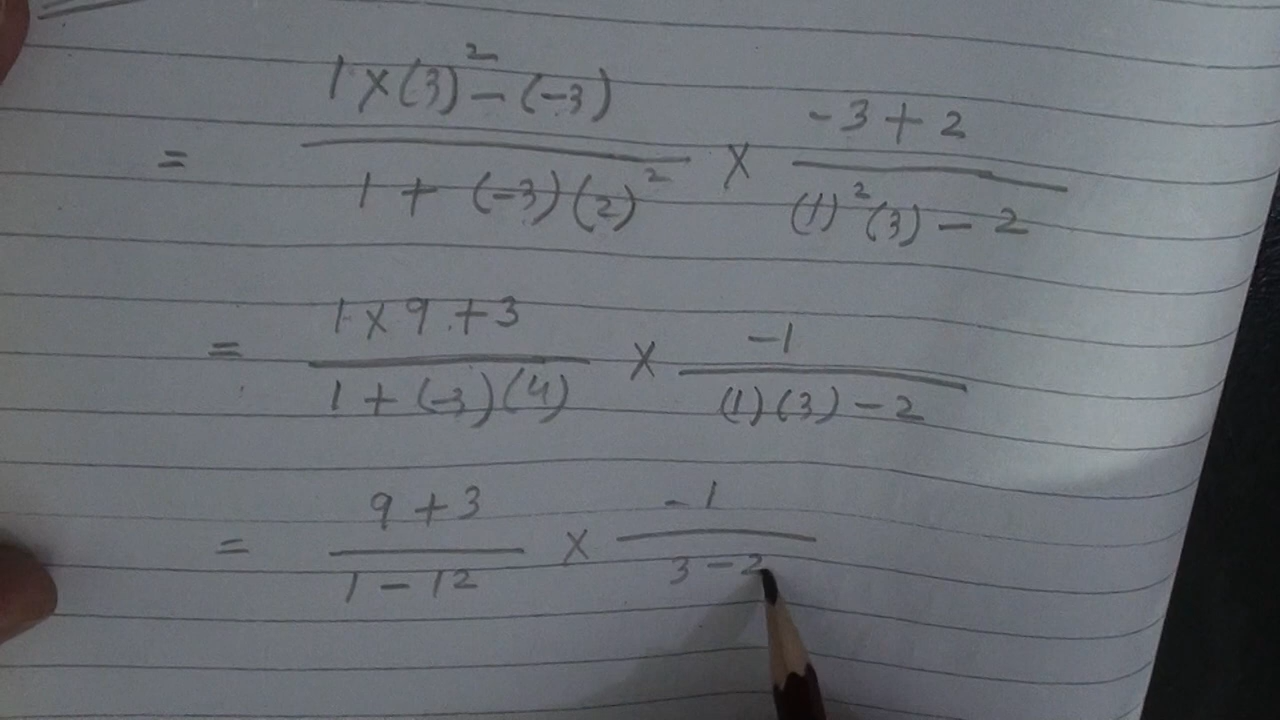 = (1×(3)² - (-3))/(1 + (-3)(2)²) × (-3+2)/((1)²(3) - 2)
= (1×9+3)/(1+(-3)(4)) × (-1)/((1)(3)-2)
= (9+3)/(1-12) × (-1)/(3-2)